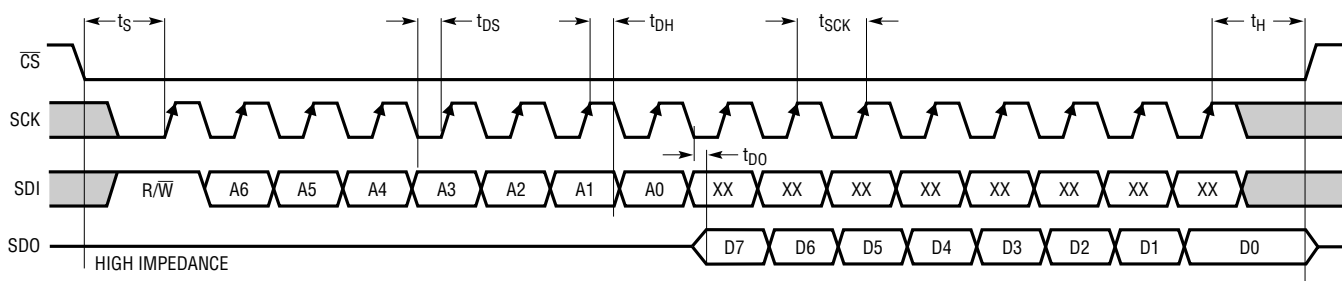 tS tDS tDH tSCK tH
CS
SCK
tDO
SDI R/W A6 A5 A4 A3 A2 A1 A0 XX XX XX XX XX XX XX XX
SDO D7 D6 D5 D4 D3 D2 D1 D0
HIGH IMPEDANCE